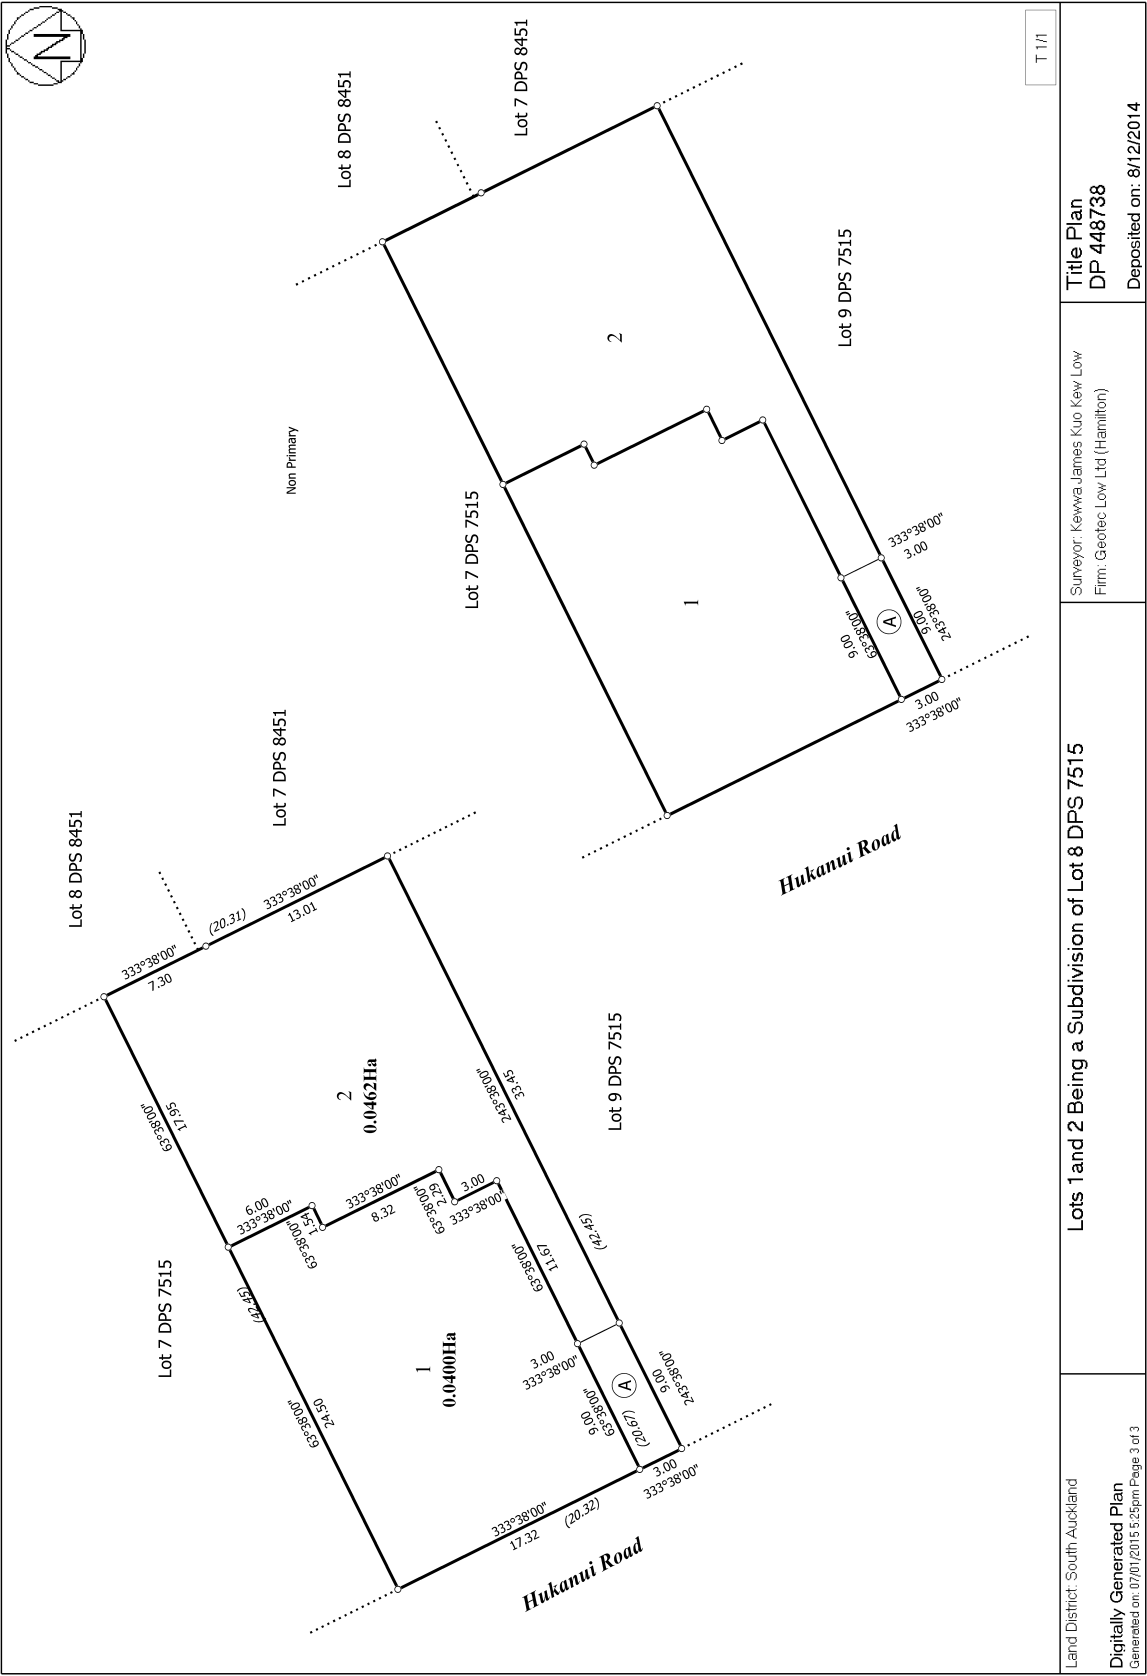 N
Lot 8 DPS 8451
Lot 7 DPS 8451
Lot 7 DPS 7515
Lot 9 DPS 7515
Hukanui Road
333°38'00"
7.30
(20.31)
333°38'00"
13.01
63°38'00"
17.95
2
0.0462Ha
243°38'00"
33.45
(42.45)
6.00
333°38'00"
63°38'00"
1.54
333°38'00"
8.32
63°38'00"
2.29
3.00
333°38'00"
63°38'00"
11.67
(42.45)
63°38'00"
24.50
1
0.0400Ha
3.00
333°38'00"
9.00
63°38'00"
(20.67)
A
9.00
243°38'00"
3.00
333°38'00"
333°38'00"
17.32
(20.32)
Non Primary
Lot 8 DPS 8451
Lot 7 DPS 8451
Lot 7 DPS 7515
Lot 9 DPS 7515
Hukanui Road
2
1
9.00
63°38'00"
A
9.00
243°38'00"
333°38'00"
3.00
3.00
333°38'00"
T 1/1
Land District: South Auckland
Digitally Generated Plan
Generated on: 07/01/2015 5:25pm Page 3 of 3
Lots 1and 2 Being a Subdivision of Lot 8 DPS 7515
Surveyor: Kewwa James Kuo Kew Low
Firm: Geotec Low Ltd (Hamilton)
Title Plan
DP 448738
Deposited on: 8/12/2014